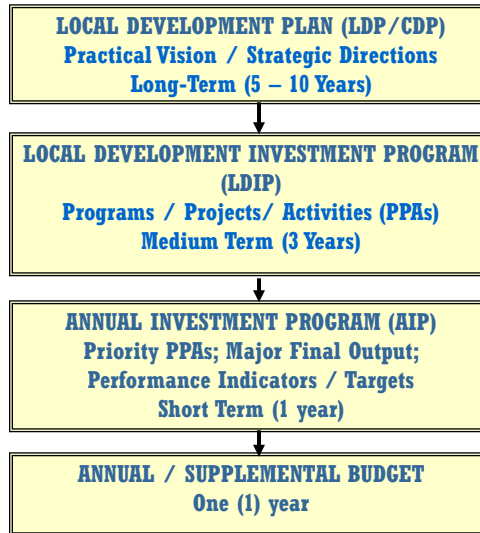 LOCAL DEVELOPMENT PLAN (LDP/CDP)
Practical Vision / Strategic Directions
Long-Term (5 – 10 Years)
LOCAL DEVELOPMENT INVESTMENT PROGRAM
(LDIP)
Programs / Projects/ Activities (PPAs)
Medium Term (3 Years)
ANNUAL INVESTMENT PROGRAM (AIP)
Priority PPAs; Major Final Output;
Performance Indicators / Targets
Short Term (1 year)
ANNUAL / SUPPLEMENTAL BUDGET
One (1) year